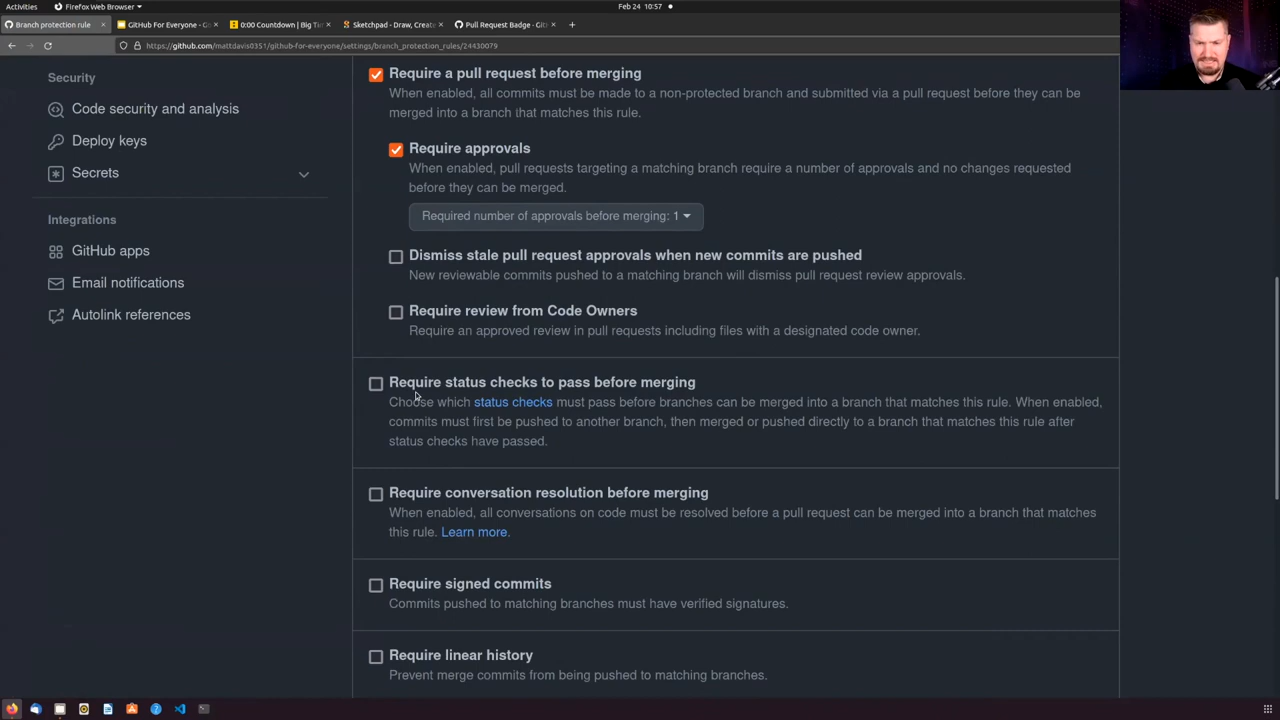 Activities
Firefox Web Browser
Feb 24 10:57
Branch protection rule
GitHub For Everyone - G
0:00 Countdown | Big Ti
Sketchpad - Draw, Create
Pull Request Badge · Git
https://github.com/mattdavis0351/github-for-everyone/settings/branch_protection_rules/24430079
Security
Code security and analysis
Deploy keys
Secrets
Integrations
GitHub apps
Email notifications
Autolink references
Require a pull request before merging
When enabled, all commits must be made to a non-protected branch and submitted via a pull request before they can be
merged into a branch that matches this rule.
Require approvals
When enabled, pull requests targeting a matching branch require a number of approvals and no changes requested
before they can be merged.
Required number of approvals before merging: 1
Dismiss stale pull request approvals when new commits are pushed
New reviewable commits pushed to a matching branch will dismiss pull request review approvals.
Require review from Code Owners
Require an approved review in pull requests including files with a designated code owner.
Require status checks to pass before merging
Choose which status checks must pass before branches can be merged into a branch that matches this rule. When enabled,
commits must first be pushed to another branch, then merged or pushed directly to a branch that matches this rule after
status checks have passed.
Require conversation resolution before merging
When enabled, all conversations on code must be resolved before a pull request can be merged into a branch that matches
this rule. Learn more.
Require signed commits
Commits pushed to matching branches must have verified signatures.
Require linear history
Prevent merge commits from being pushed to matching branches.